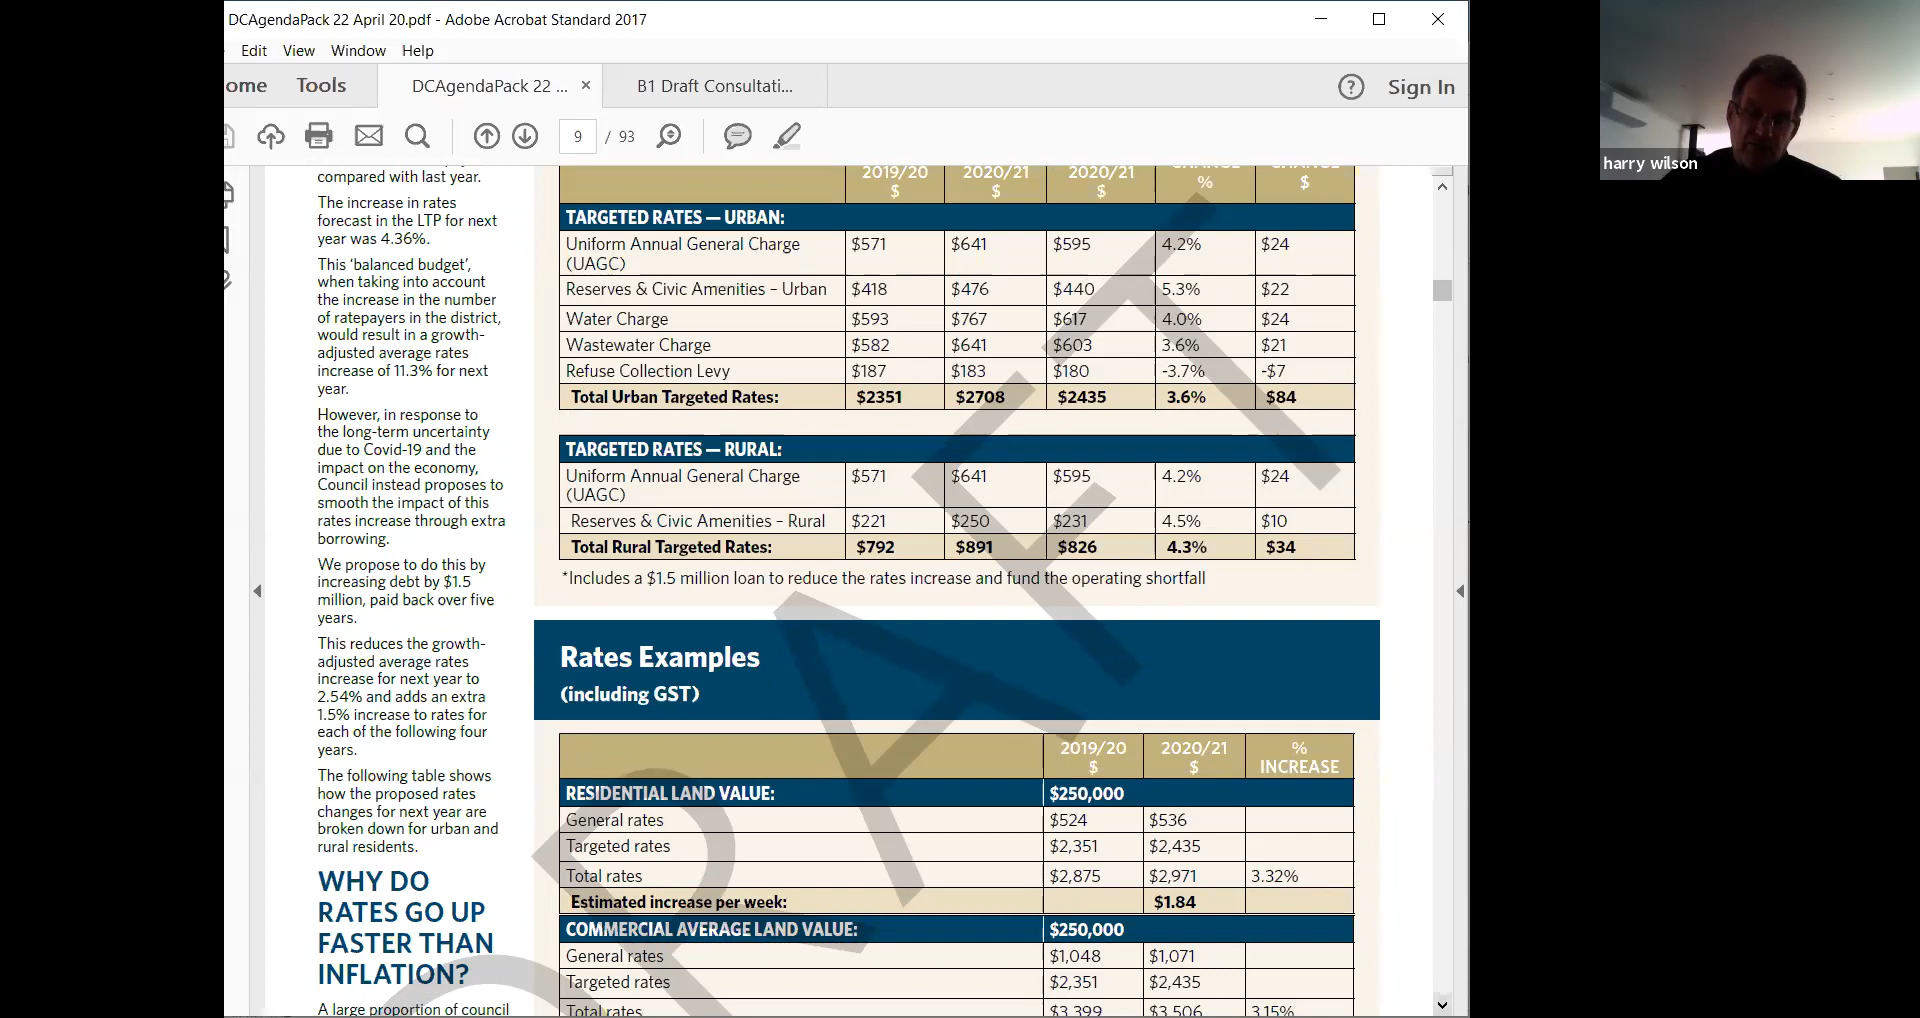 DCAgendaPack 22 April 20.pdf - Adobe Acrobat Standard 2017
Edit View Window Help
ome Tools DCAgendaPack 22 ... × B1 Draft Consultati... ? Sign In
9 / 93
harry wilson
compared with last year.
The increase in rates
forecast in the LTP for next
year was 4.36%.
This ‘balanced budget’,
when taking into account
the increase in the number
of ratepayers in the district,
would result in a growth-
adjusted average rates
increase of 11.3% for next
year.
However, in response to
the long-term uncertainty
due to Covid-19 and the
impact on the economy,
Council instead proposes to
smooth the impact of this
rates increase through extra
borrowing.
We propose to do this by
increasing debt by $1.5
million, paid back over five
years.
This reduces the growth-
adjusted average rates
increase for next year to
2.54% and adds an extra
1.5% increase to rates for
each of the following four
years.
The following table shows
how the proposed rates
changes for next year are
broken down for urban and
rural residents.
WHY DO
RATES GO UP
FASTER THAN
INFLATION?
A large proportion of council
2019/20 2020/21 2020/21 CHANGE CHANGE
$ $ $ % $
TARGETED RATES — URBAN:
Uniform Annual General Charge $571 $641 $595 4.2% $24
(UAGC)
Reserves & Civic Amenities – Urban $418 $476 $440 5.3% $22
Water Charge $593 $767 $617 4.0% $24
Wastewater Charge $582 $641 $603 3.6% $21
Refuse Collection Levy $187 $183 $180 -3.7% -$7
Total Urban Targeted Rates: $2351 $2708 $2435 3.6% $84
TARGETED RATES — RURAL:
Uniform Annual General Charge $571 $641 $595 4.2% $24
(UAGC)
Reserves & Civic Amenities – Rural $221 $250 $231 4.5% $10
Total Rural Targeted Rates: $792 $891 $826 4.3% $34
*Includes a $1.5 million loan to reduce the rates increase and fund the operating shortfall
Rates Examples
(including GST)
2019/20 2020/21 %
$ $ INCREASE
RESIDENTIAL LAND VALUE: $250,000
General rates $524 $536
Targeted rates $2,351 $2,435
Total rates $2,875 $2,971 3.32%
Estimated increase per week: $1.84
COMMERCIAL AVERAGE LAND VALUE: $250,000
General rates $1,048 $1,071
Targeted rates $2,351 $2,435
Total rates $3,399 $3,506 3.15%
DRAFT